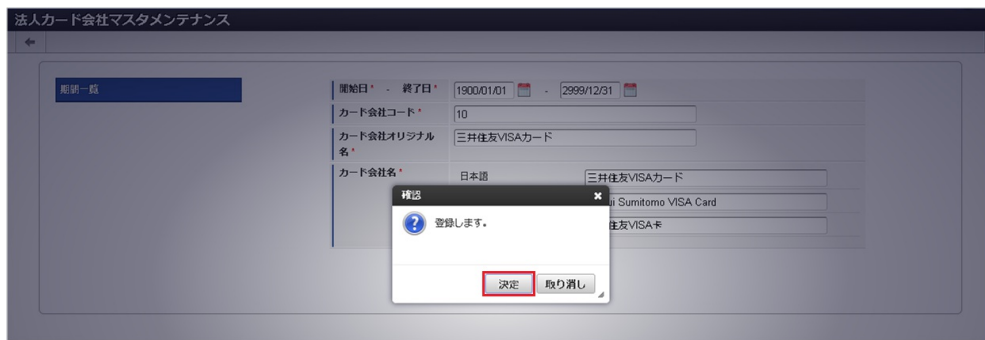 法人カード会社マスタメンテナンス
期間一覧
開始日* - 終了日* 1900/01/01 - 2999/12/31
カード会社コード* 10
カード会社オリジナル名* 三井住友VISAカード
カード会社名* 日本語 三井住友VISAカード
ui Sumitomo VISA Card
住友VISA卡
確認
登録します。
決定 取り消し